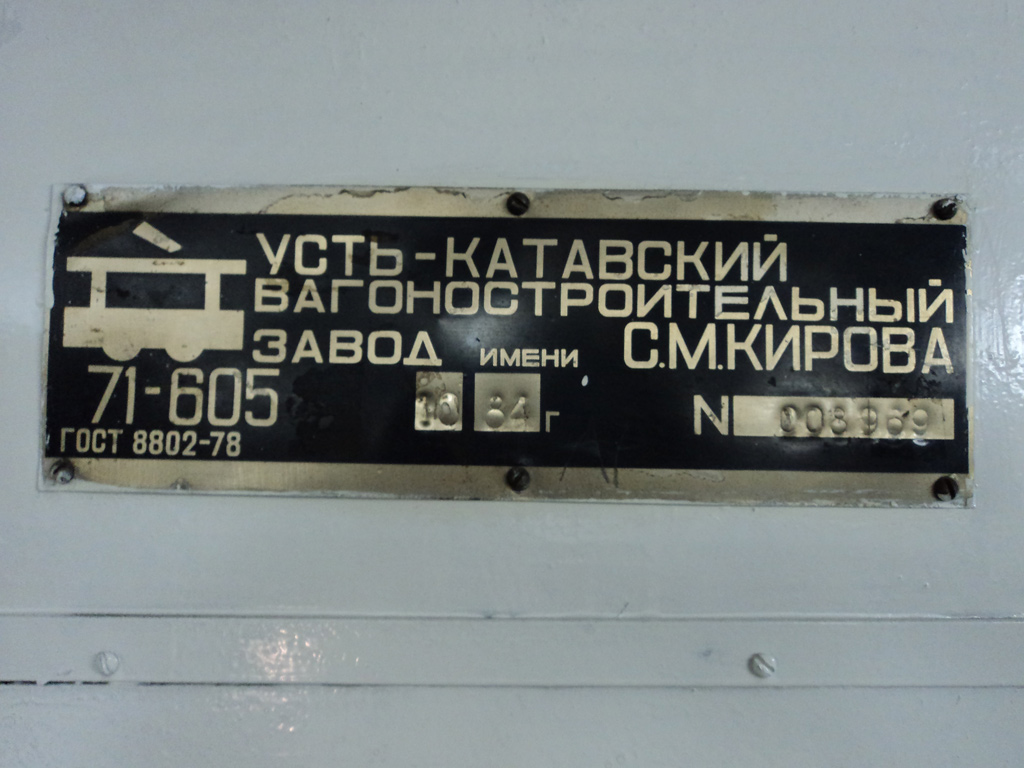 УСТЬ-КАТАВСКИЙ
ВАГОНОСТРОИТЕЛЬНЫЙ
ЗАВОД ИМЕНИ С.М.КИРОВА
71-605 10 84 г N 008969
ГОСТ 8802-78